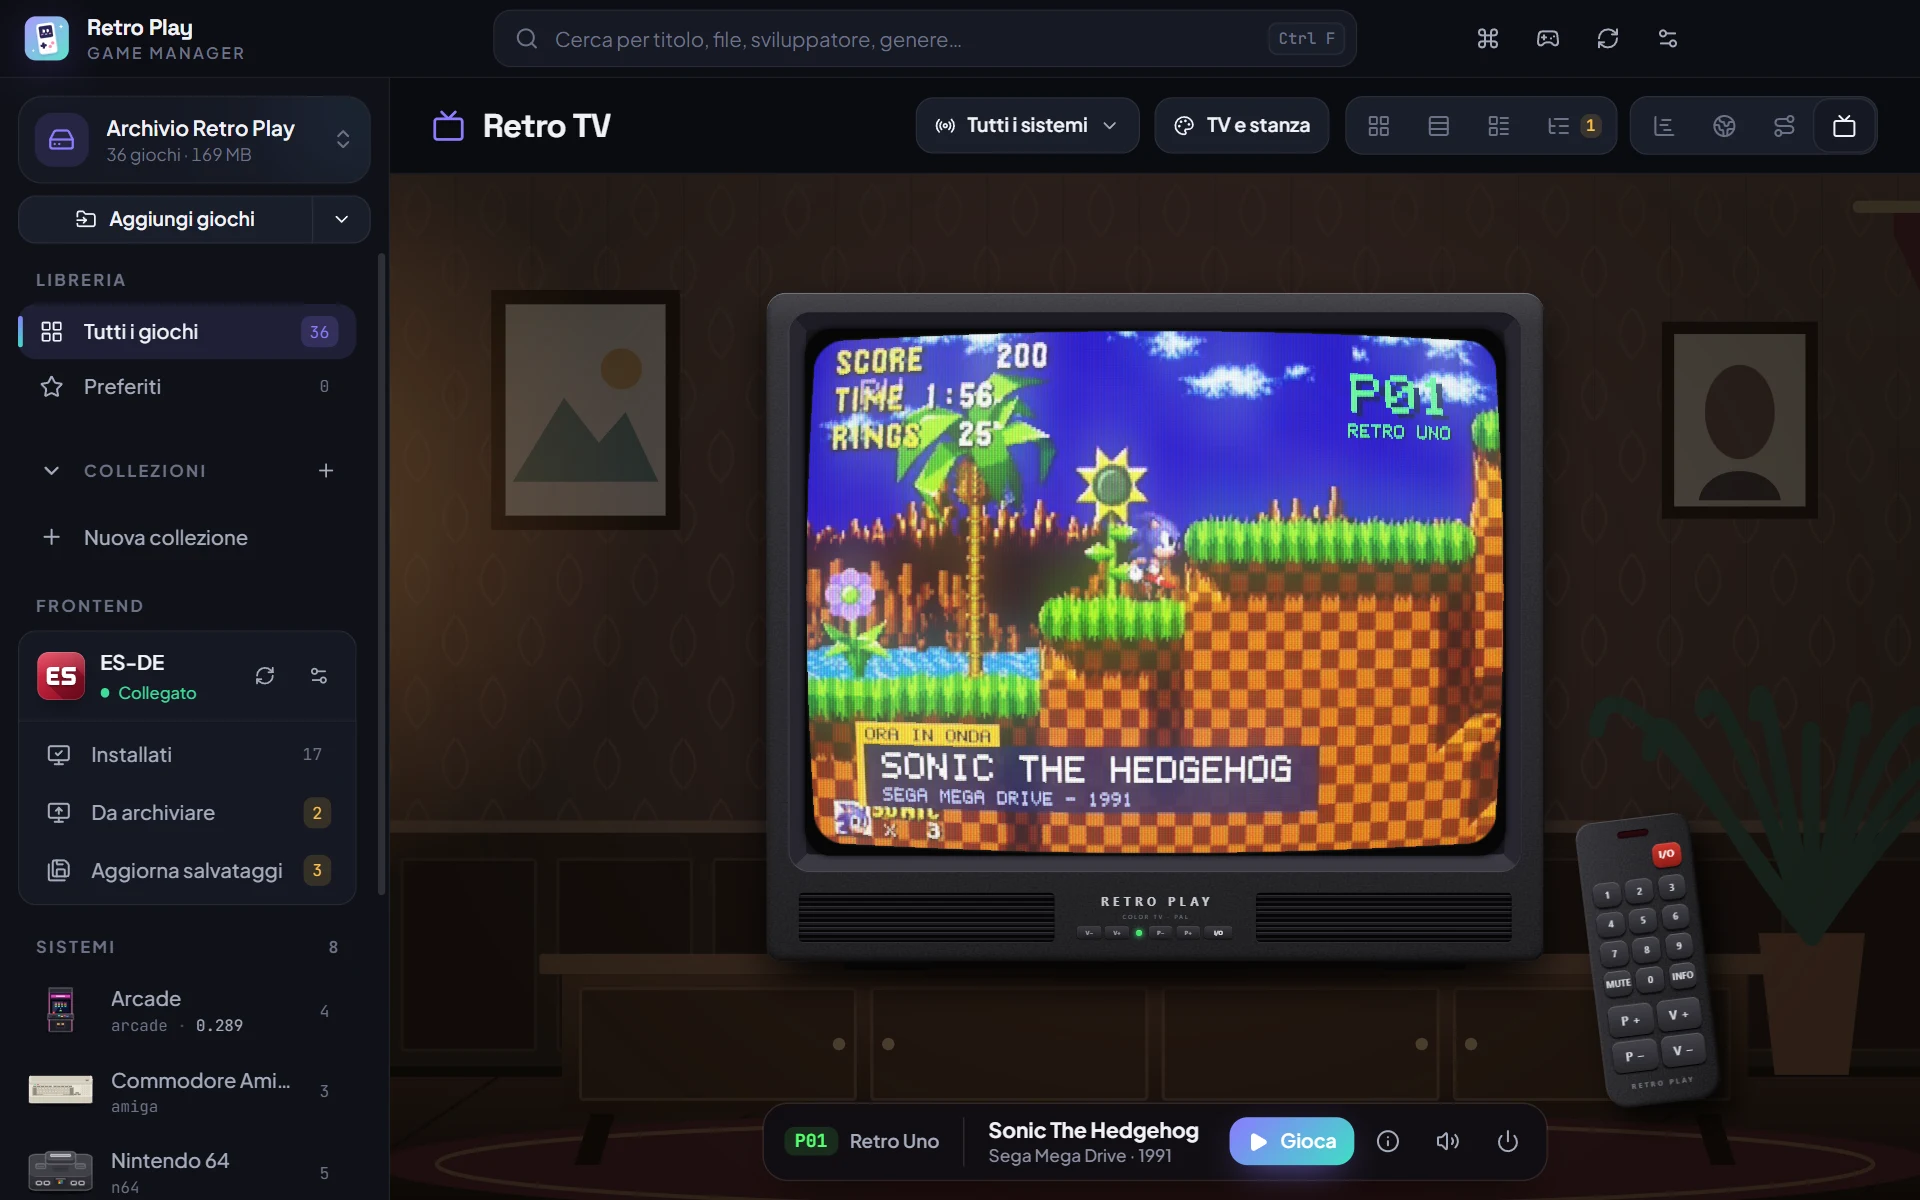 Retro Play
GAME MANAGER
Cerca per titolo, file, sviluppatore, genere...
Ctrl F
Archivio Retro Play
36 giochi · 169 MB
Aggiungi giochi
LIBRERIA
Tutti i giochi
36
Preferiti
0
COLLEZIONI
Nuova collezione
FRONTEND
ES
ES-DE
Collegato
Installati
17
Da archiviare
2
Aggiorna salvataggi
3
SISTEMI
8
Arcade
4
arcade · 0.289
Commodore Ami...
3
amiga
Nintendo 64
5
n64
Retro TV
Tutti i sistemi
TV e stanza
1
SCORE 200
TIME 1:56
RINGS 25
P01
RETRO UNO
ORA IN ONDA
SONIC THE HEDGEHOG
SEGA MEGA DRIVE - 1991
SONIC
X 3
RETRO PLAY
COLOR TV · PAL
V- V+ P- P+ I/O
I/O
1 2 3
4 5 6
7 8 9
MUTE 0 INFO
P + V +
P - V -
RETRO PLAY
P01
Retro Uno
Sonic The Hedgehog
Sega Mega Drive · 1991
Gioca